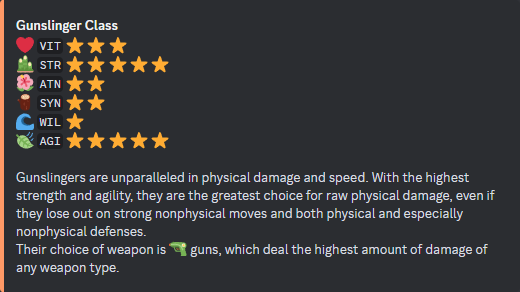 Gunslinger Class
❤️ VIT ⭐⭐⭐
🎍 STR ⭐⭐⭐⭐⭐
🌺 ATN ⭐⭐
🪵 SYN ⭐⭐
🌊 WIL ⭐
🍃 AGI ⭐⭐⭐⭐⭐
Gunslingers are unparalleled in physical damage and speed. With the highest
strength and agility, they are the greatest choice for raw physical damage, even if
they lose out on strong nonphysical moves and both physical and especially
nonphysical defenses.
Their choice of weapon is 🔫 guns, which deal the highest amount of damage of
any weapon type.